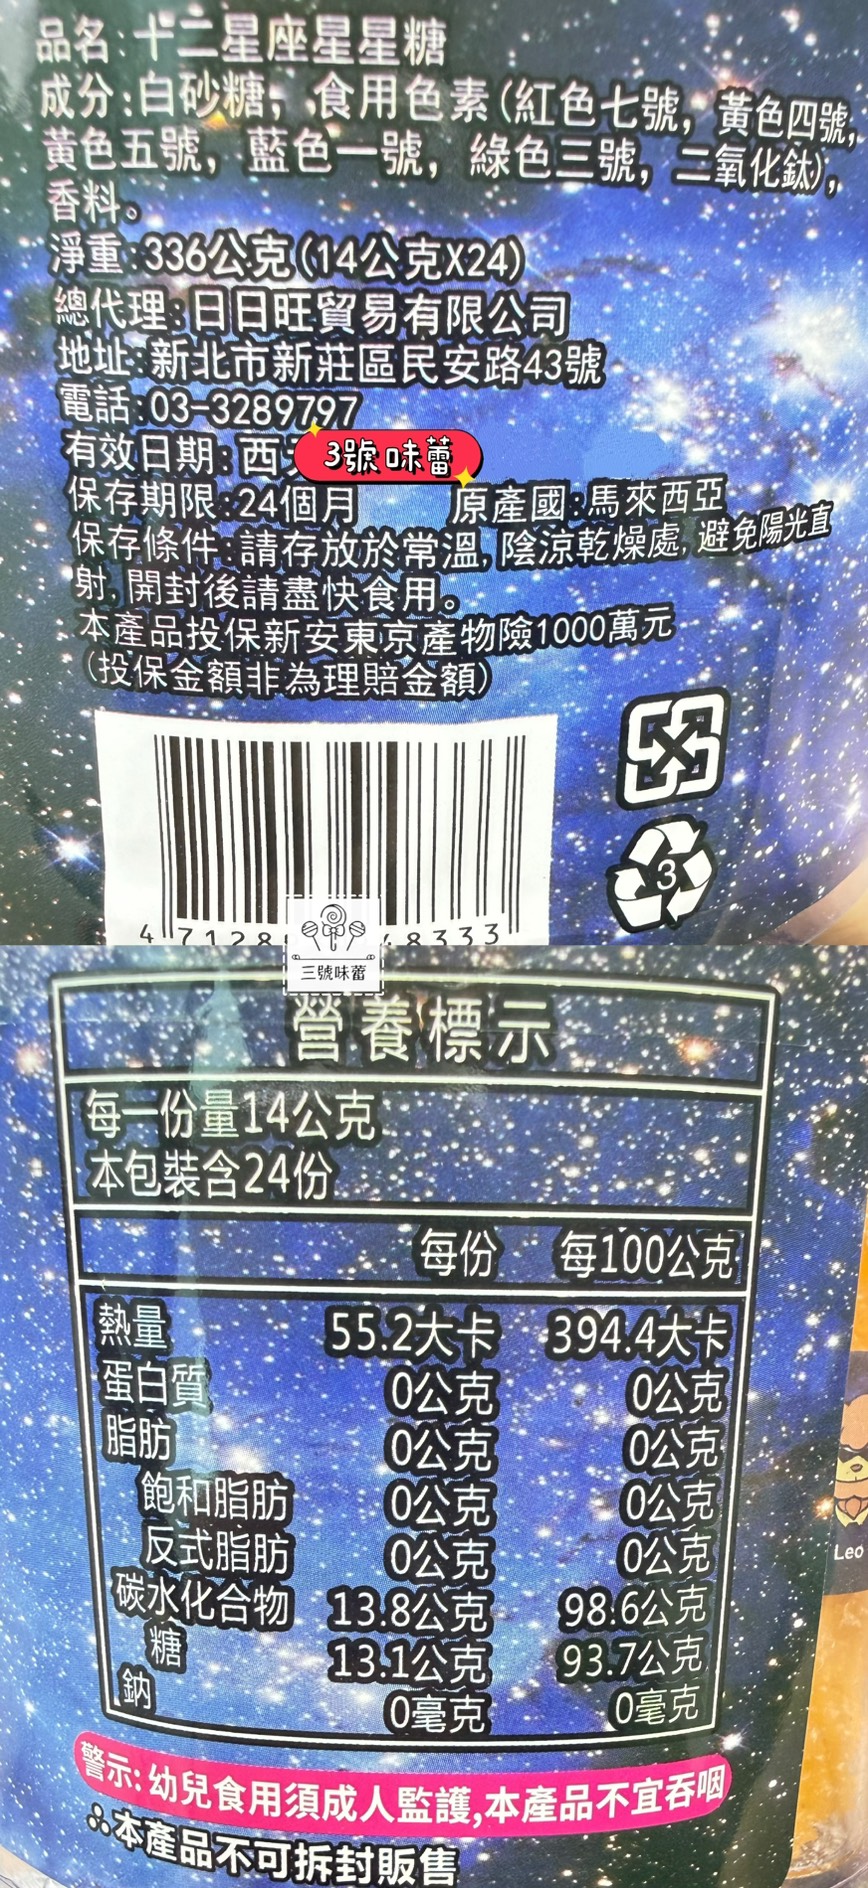 品名:十二星座星星糖
成分:白砂糖, 食用色素(紅色七號, 黃色四號,
黃色五號, 藍色一號, 綠色三號, 二氧化鈦),
香料。
淨重:336公克(14公克X24)
總代理:日日旺貿易有限公司
地址:新北市新莊區民安路43號
電話:03-3289797
有效日期:西
3號味蕾
保存期限:24個月 原產國:馬來西亞
保存條件:請存放於常溫,陰涼乾燥處,避免陽光直
射,開封後請盡快食用。
本產品投保新安東京產物險1000萬元
(投保金額非為理賠金額)
3
4 7128 48333
三號味蕾
營養標示
每一份量14公克
本包裝含24份
每份 每100公克
熱量 55.2大卡 394.4大卡
蛋白質 0公克 0公克
脂肪 0公克 0公克
飽和脂肪 0公克 0公克
反式脂肪 0公克 0公克
碳水化合物 13.8公克 98.6公克
糖 13.1公克 93.7公克
鈉 0毫克 0毫克
Leo
警示:幼兒食用須成人監護,本產品不宜吞咽
∴本產品不可拆封販售